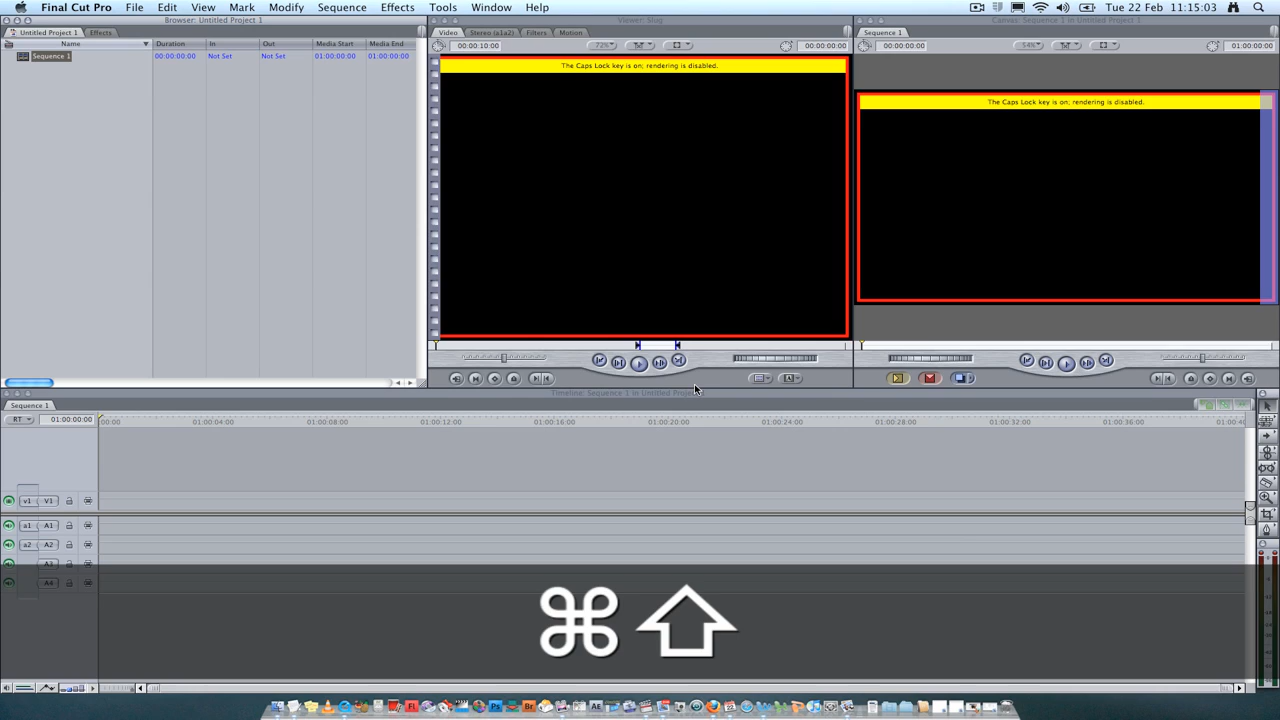 Final Cut Pro File Edit View Mark Modify Sequence Effects Tools Window Help Tue 22 Feb 11:15:03
Browser: Untitled Project 1
Untitled Project 1 Effects
Name Duration In Out Media Start Media End
Sequence 1 00:00:00:00 Not Set Not Set 01:00:00:00 01:00:00:00
Viewer: Slug
Video Stereo (a1a2) Filters Motion
00:00:10:00 72% 00:00:00:00
The Caps Lock key is on; rendering is disabled.
Canvas: Sequence 1 in Untitled Project 1
Sequence 1
00:00:00:00 54% 01:00:00:00
The Caps Lock key is on; rendering is disabled.
Timeline: Sequence 1 in Untitled
Sequence 1
RT 01:00:00:00 :00:00 01:00:04:00 01:00:08:00 01:00:12:00 01:00:16:00 01:00:20:00 01:00:24:00 01:00:28:00 01:00:32:00 01:00:36:00 01:00:40
v1 V1
a1 A1
a2 A2
A3
A4
⌘⇧
Fl Ps Br AE